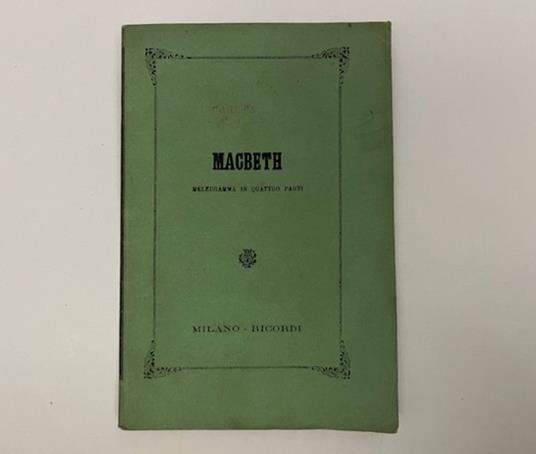 MACBETH
MELODRAMMA IN QUATTRO PARTI
MILANO - RICORDI